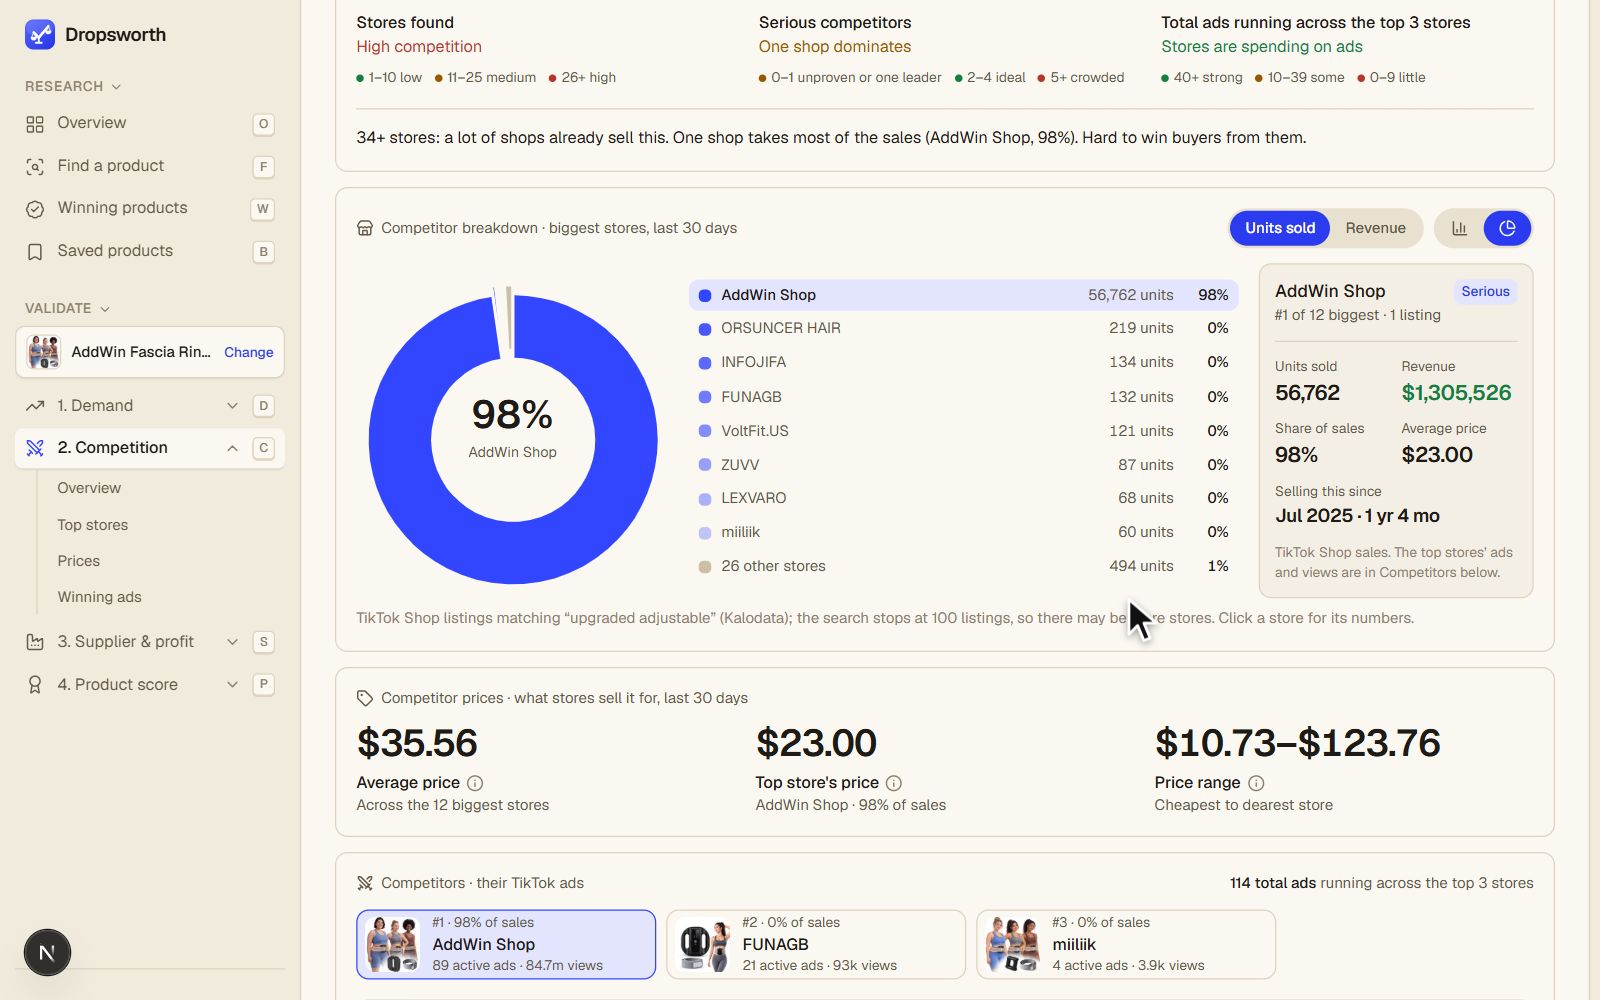 Dropsworth
RESEARCH
Overview O
Find a product F
Winning products W
Saved products B
VALIDATE
AddWin Fascia Rin... Change
1. Demand D
2. Competition C
Overview
Top stores
Prices
Winning ads
3. Supplier & profit S
4. Product score P
N
Stores found
High competition
1–10 low 11–25 medium 26+ high
Serious competitors
One shop dominates
0–1 unproven or one leader 2–4 ideal 5+ crowded
Total ads running across the top 3 stores
Stores are spending on ads
40+ strong 10–39 some 0–9 little
34+ stores: a lot of shops already sell this. One shop takes most of the sales (AddWin Shop, 98%). Hard to win buyers from them.
Competitor breakdown · biggest stores, last 30 days
Units sold Revenue
98%
AddWin Shop
AddWin Shop 56,762 units 98%
ORSUNCER HAIR 219 units 0%
INFOJIFA 134 units 0%
FUNAGB 132 units 0%
VoltFit.US 121 units 0%
ZUVV 87 units 0%
LEXVARO 68 units 0%
miiliik 60 units 0%
26 other stores 494 units 1%
AddWin Shop Serious
#1 of 12 biggest · 1 listing
Units sold Revenue
56,762 $1,305,526
Share of sales Average price
98% $23.00
Selling this since
Jul 2025 · 1 yr 4 mo
TikTok Shop sales. The top stores' ads
and views are in Competitors below.
TikTok Shop listings matching “upgraded adjustable” (Kalodata); the search stops at 100 listings, so there may be stores. Click a store for its numbers.
Competitor prices · what stores sell it for, last 30 days
$35.56
Average price
Across the 12 biggest stores
$23.00
Top store's price
AddWin Shop · 98% of sales
$10.73–$123.76
Price range
Cheapest to dearest store
Competitors · their TikTok ads
114 total ads running across the top 3 stores
#1 · 98% of sales
AddWin Shop
89 active ads · 84.7m views
#2 · 0% of sales
FUNAGB
21 active ads · 93k views
#3 · 0% of sales
miiliik
4 active ads · 3.9k views